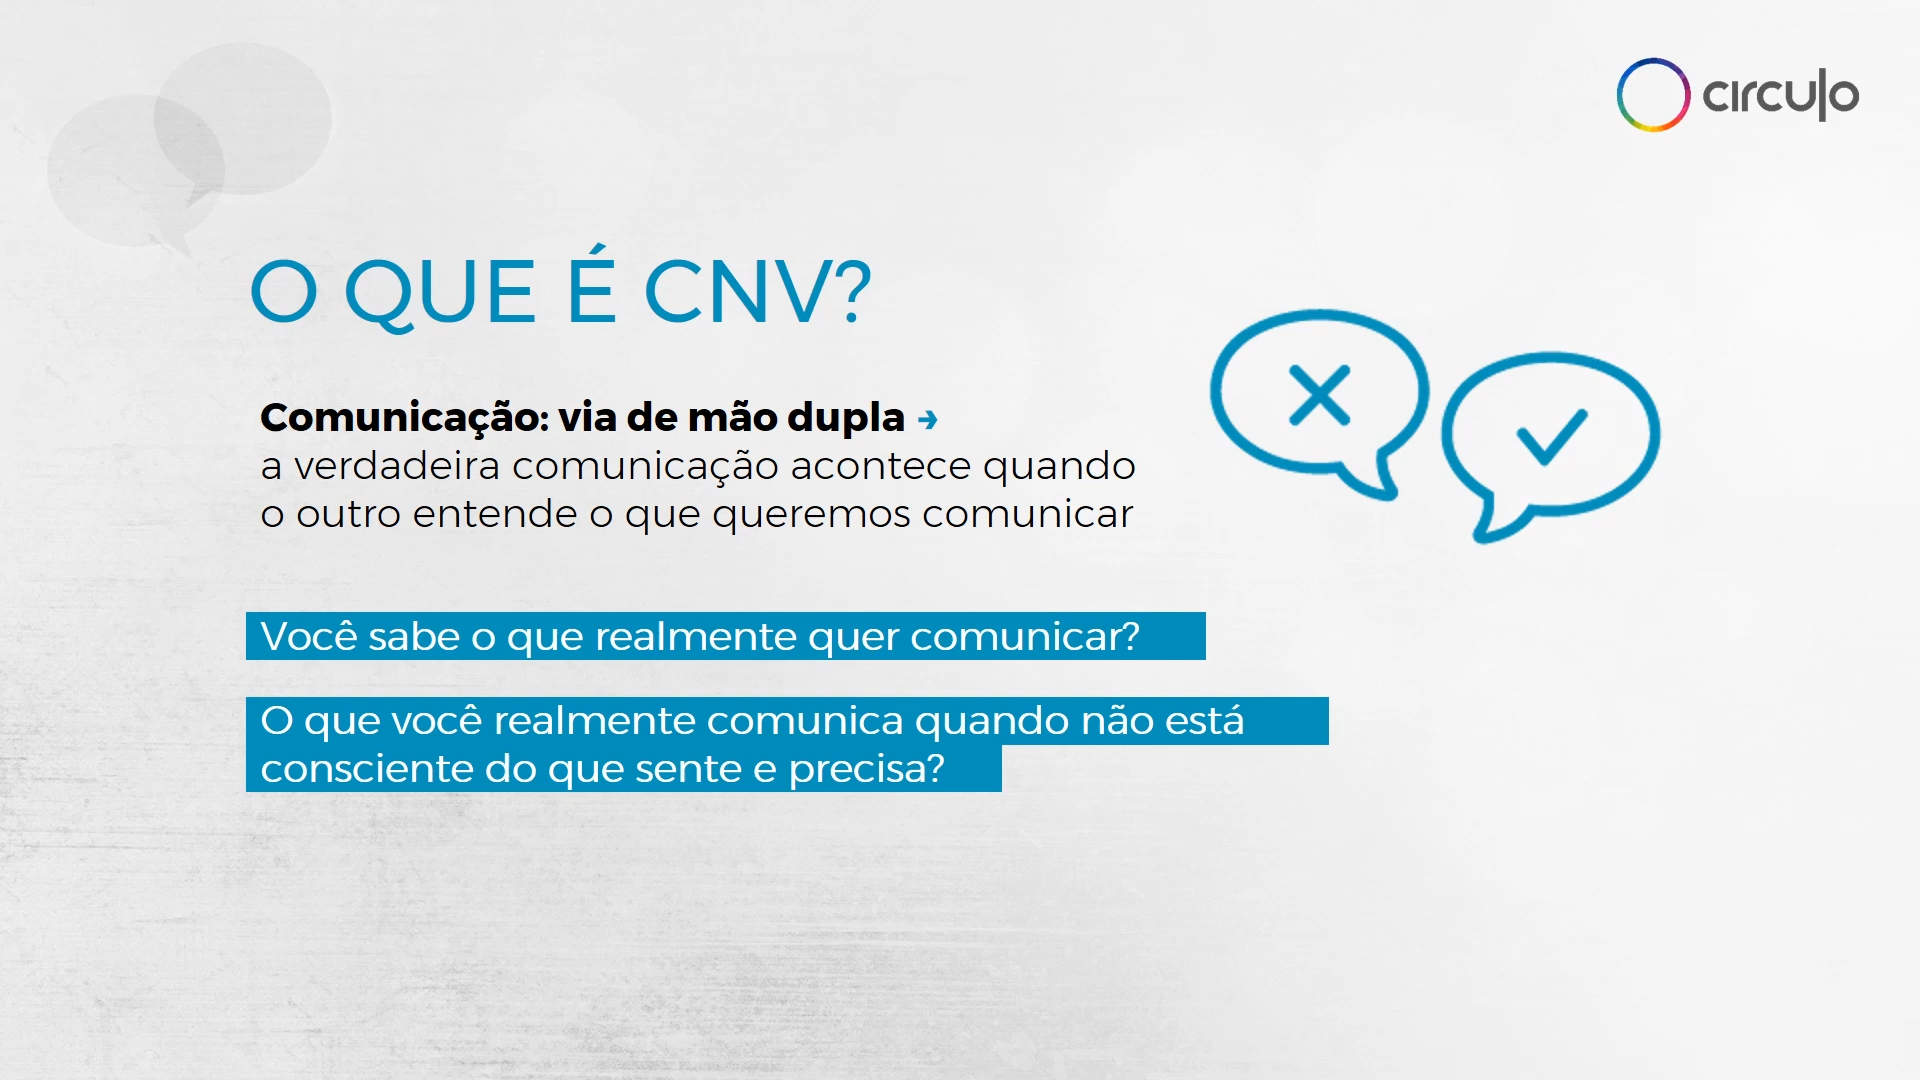 circulo
O QUE É CNV?
Comunicação: via de mão dupla →
a verdadeira comunicação acontece quando
o outro entende o que queremos comunicar
Você sabe o que realmente quer comunicar?
O que você realmente comunica quando não está
consciente do que sente e precisa?